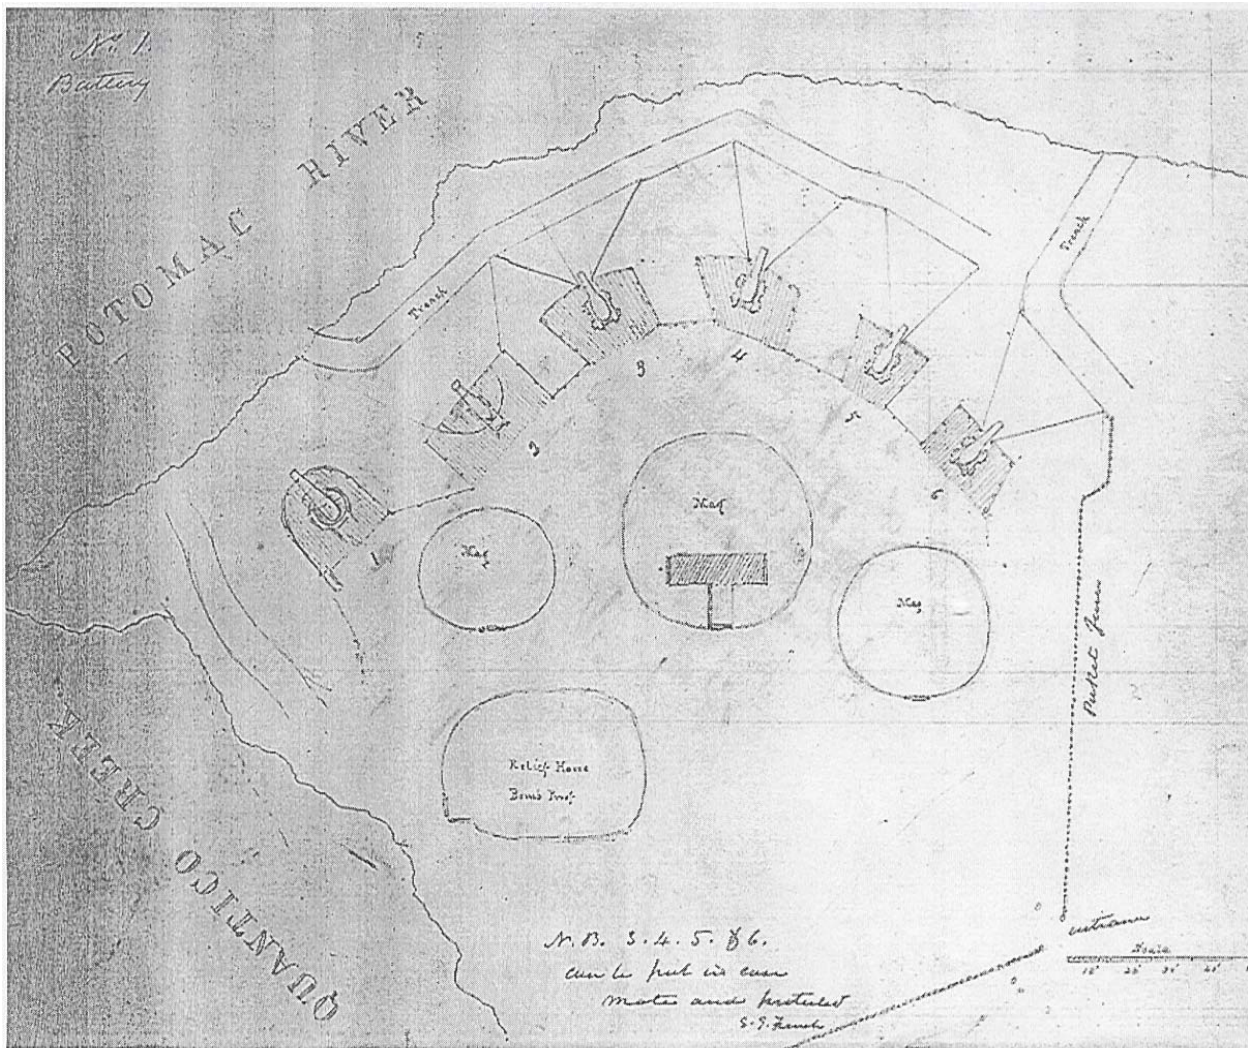 No. 1.
Battery
POTOMAC RIVER
Trench
Trench
1
2
3
4
5
6
Mag
Mag
Mag
Picket Fence
Relief House
Bomb Proof
QUANTICO CREEK
N.B. 3.4.5. & 6.
can be put in case
mates and
S. G. French
entrance
Scale